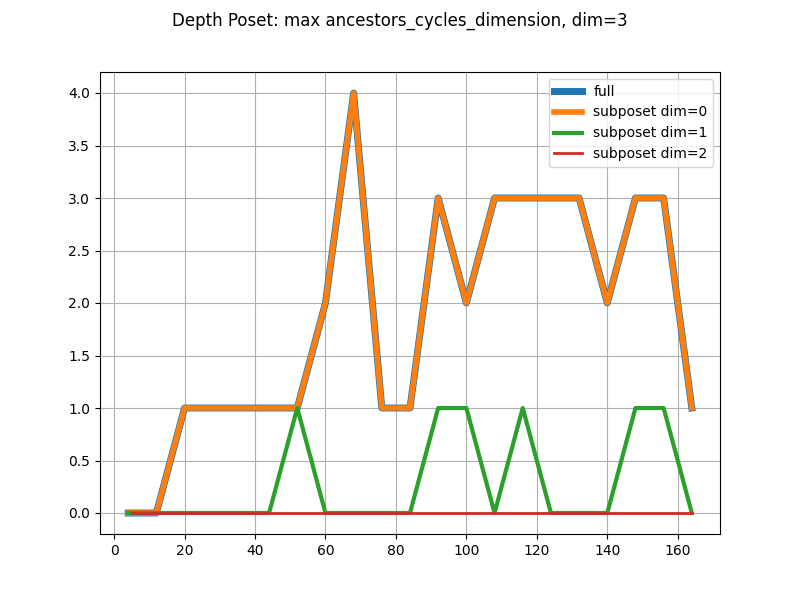 Depth Poset: max ancestors_cycles_dimension, dim=3
full
subposet dim=0
subposet dim=1
subposet dim=2
4.0
3.5
3.0
2.5
2.0
1.5
1.0
0.5
0.0
0 20 40 60 80 100 120 140 160